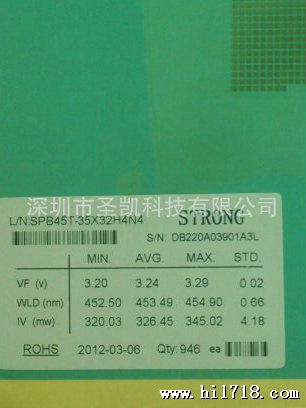 深圳市圣凯科技有限公司
L/N:SPB45T-35X32H4N4 STRONG
S/N: DB220A03901A3L
MIN. AVG. MAX. STD.
VF (v) 3.20 3.24 3.29 0.02
WLD (nm) 452.50 453.49 454.90 0.66
IV (mw) 320.03 326.45 345.02 4.18
ROHS 2012-03-06 Qty: 946 ea
www.hi1718.com